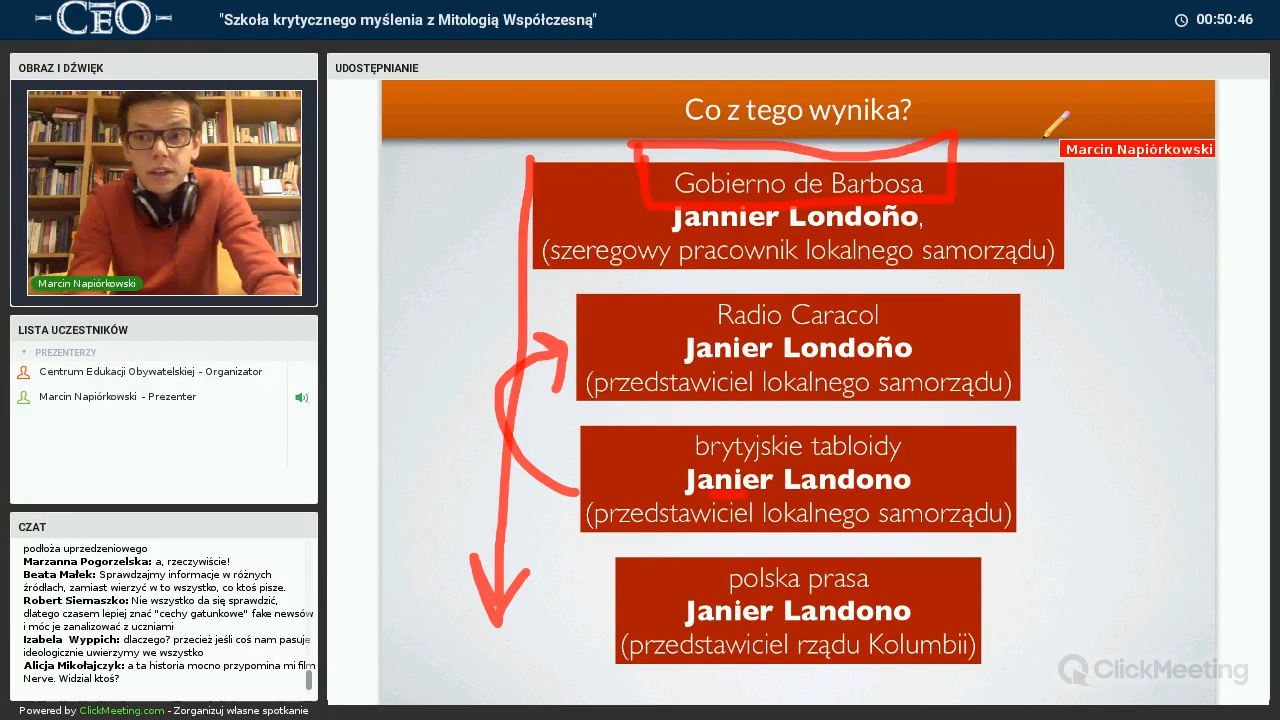 CEO
"Szkoła krytycznego myślenia z Mitologią Współczesną"
00:50:46
OBRAZ I DŹWIĘK
Marcin Napiórkowski
LISTA UCZESTNIKÓW
PREZENTERZY
Centrum Edukacji Obywatelskiej - Organizator
Marcin Napiórkowski - Prezenter
CZAT
podłoża uprzedzeniowego
Marzanna Pogorzelska: a, rzeczywiście!
Beata Małek: Sprawdzajmy informacje w różnych
źródłach, zamiast wierzyć w to wszystko, co ktoś pisze.
Robert Siemaszko: Nie wszystko da się sprawdzić,
dlatego czasem lepiej znać "cechy gatunkowe" fake newsów
i móc je zanalizować z uczniami
Izabela Wyppich: dlaczego? przecież jeśli coś nam pasuje
ideologicznie uwierzymy we wszystko
Alicja Mikołajczyk: a ta historia mocno przypomina mi film
Nerve. Widzial ktoś?
Powered by ClickMeeting.com - Zorganizuj własne spotkanie
UDOSTĘPNIANIE
Co z tego wynika?
Marcin Napiórkowski
Gobierno de Barbosa
Jannier Londoño,
(szeregowy pracownik lokalnego samorządu)
Radio Caracol
Janier Londoño
(przedstawiciel lokalnego samorządu)
brytyjskie tabloidy
Janier Landono
(przedstawiciel lokalnego samorządu)
polska prasa
Janier Landono
(przedstawiciel rządu Kolumbii)
ClickMeeting